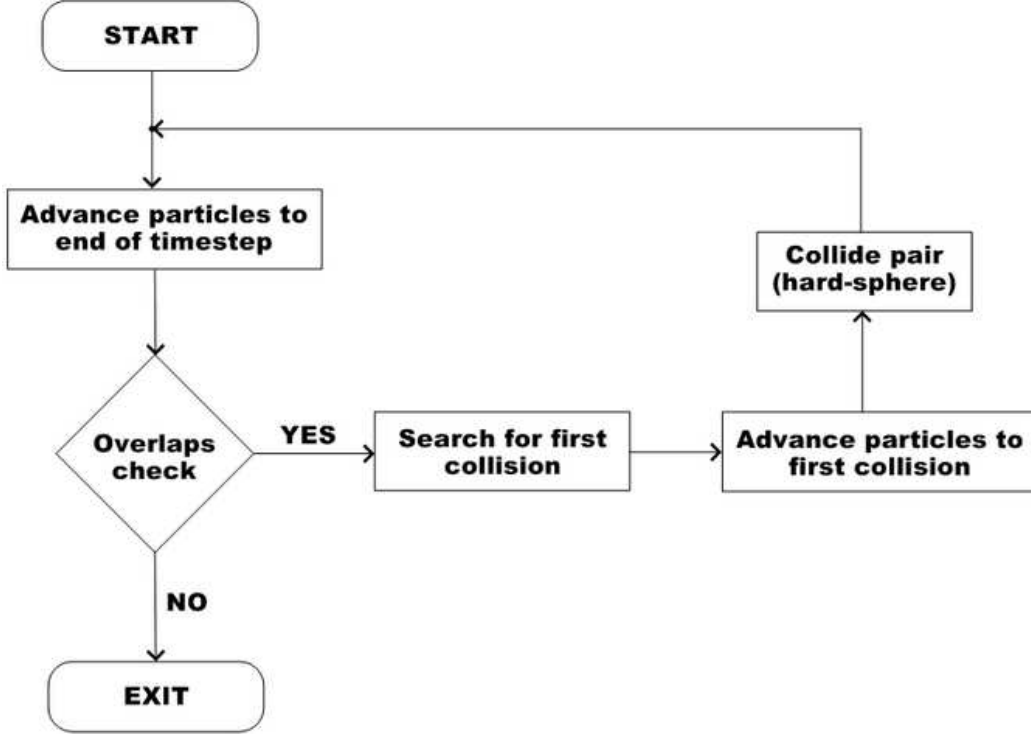 START
Advance particles to
end of timestep
Overlaps
check
YES
Search for first
collision
Advance particles to
first collision
Collide pair
(hard-sphere)
NO
EXIT